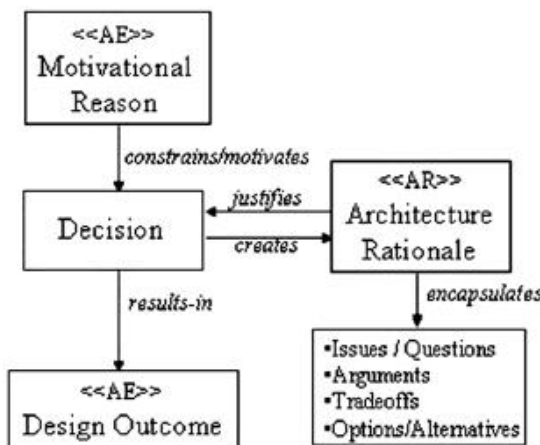 <<AE>>
Motivational
Reason
constrains/motivates
<<AR>>
Architecture
Rationale
justifies
Decision
creates
results-in
encapsulates
▪Issues / Questions
▪Arguments
▪Tradeoffs
▪Options/Alternatives
<<AE>>
Design Outcome